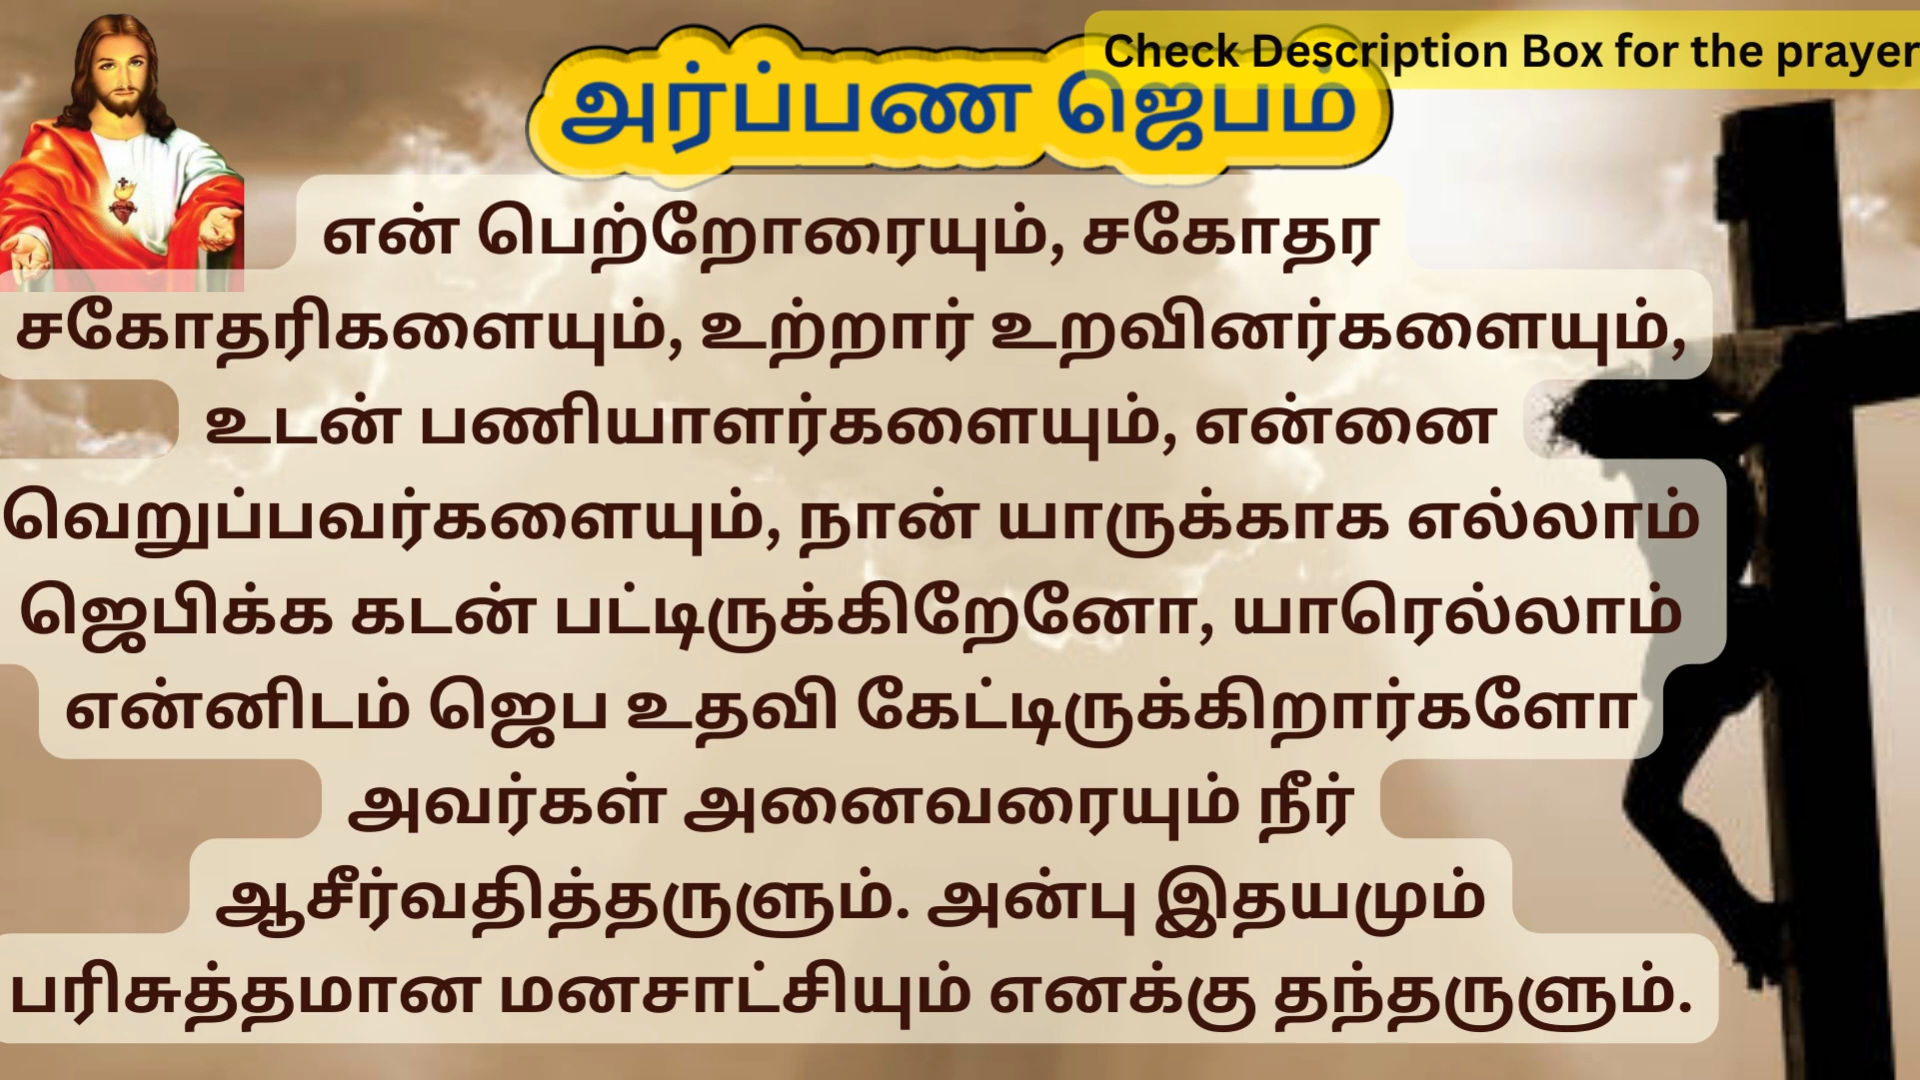 Check Description Box for the prayer
அர்ப்பண ஜெபம்
என் பெற்றோரையும், சகோதர
சகோதரிகளையும், உற்றார் உறவினர்களையும்,
உடன் பணியாளர்களையும், என்னை
வெறுப்பவர்களையும், நான் யாருக்காக எல்லாம்
ஜெபிக்க கடன் பட்டிருக்கிறேனோ, யாரெல்லாம்
என்னிடம் ஜெப உதவி கேட்டிருக்கிறார்களோ
அவர்கள் அனைவரையும் நீர்
ஆசீர்வதித்தருளும். அன்பு இதயமும்
பரிசுத்தமான மனசாட்சியும் எனக்கு தந்தருளும்.